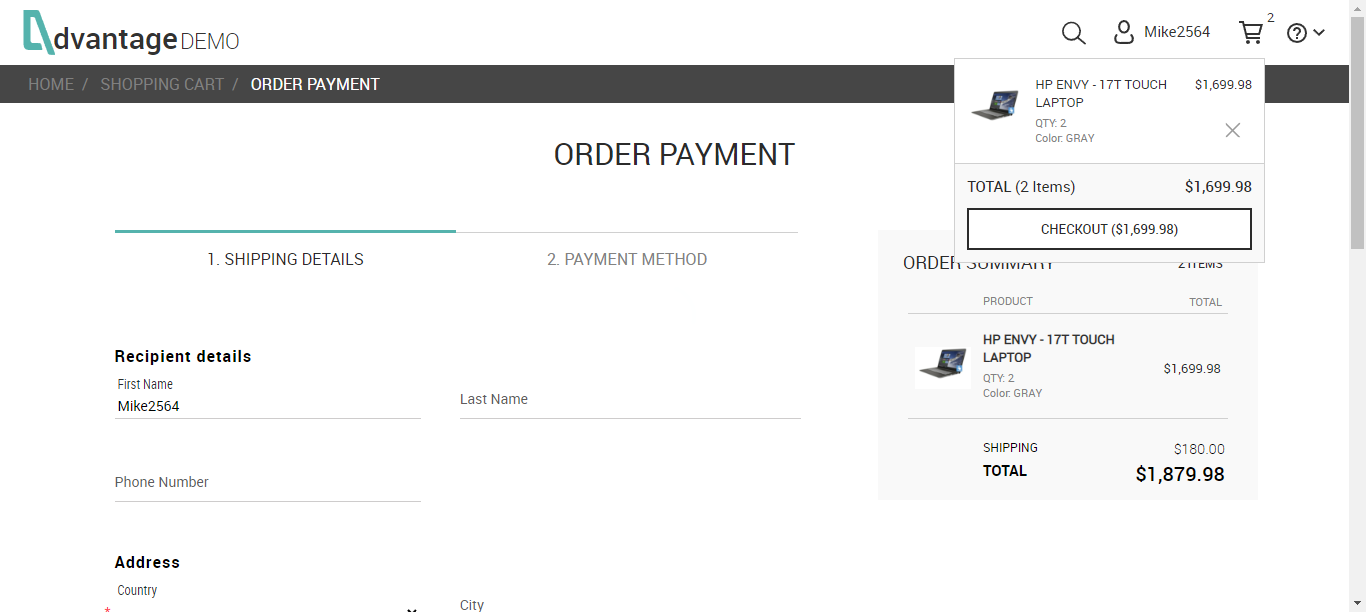 Advantage DEMO
Mike2564
2
HOME / SHOPPING CART / ORDER PAYMENT
HP ENVY - 17T TOUCH LAPTOP $1,699.98
QTY: 2
Color: GRAY
TOTAL (2 Items) $1,699.98
CHECKOUT ($1,699.98)
ORDER PAYMENT
1. SHIPPING DETAILS
2. PAYMENT METHOD
ORDER SUMMARY 2 ITEMS
PRODUCT TOTAL
HP ENVY - 17T TOUCH
LAPTOP
QTY: 2
Color: GRAY
$1,699.98
SHIPPING $180.00
TOTAL $1,879.98
Recipient details
First Name
Mike2564
Last Name
Phone Number
Address
Country
*
City